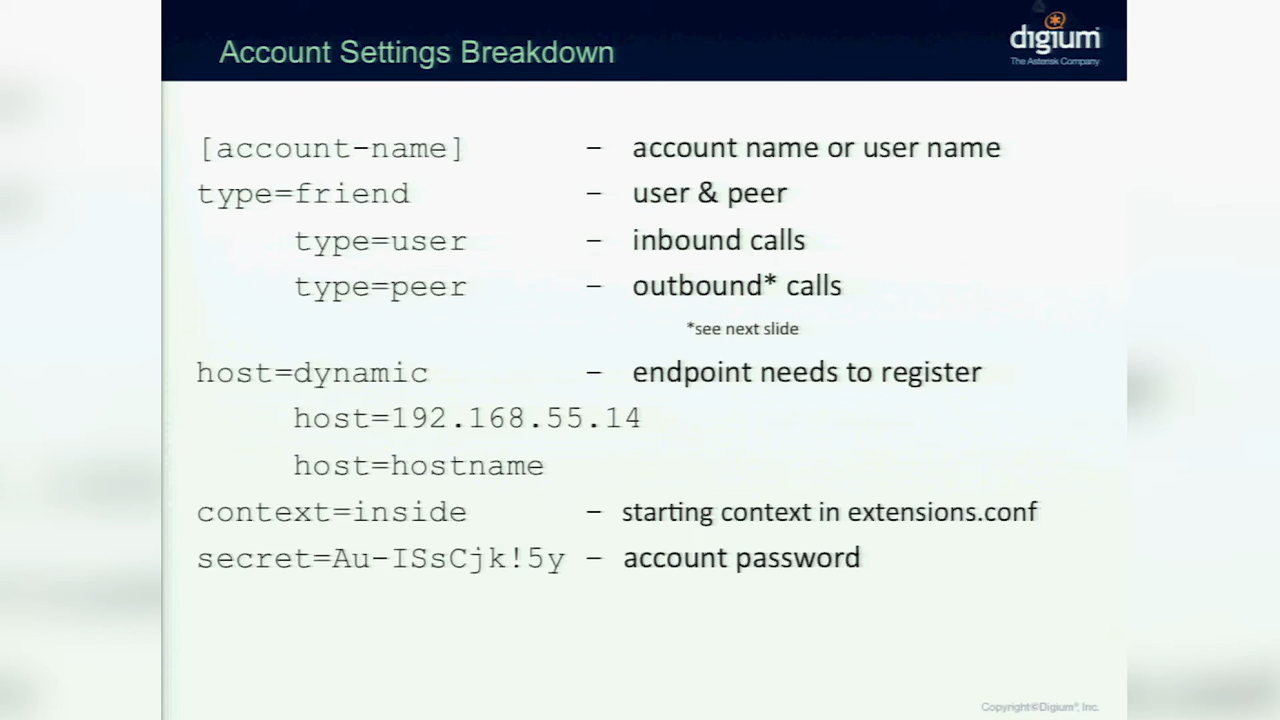 Account Settings Breakdown
digium
The Asterisk Company
[account-name] – account name or user name
type=friend – user & peer
type=user – inbound calls
type=peer – outbound* calls
*see next slide
host=dynamic – endpoint needs to register
host=192.168.55.14
host=hostname
context=inside – starting context in extensions.conf
secret=Au-ISsCjk!5y – account password
Copyright©Digium®, Inc.